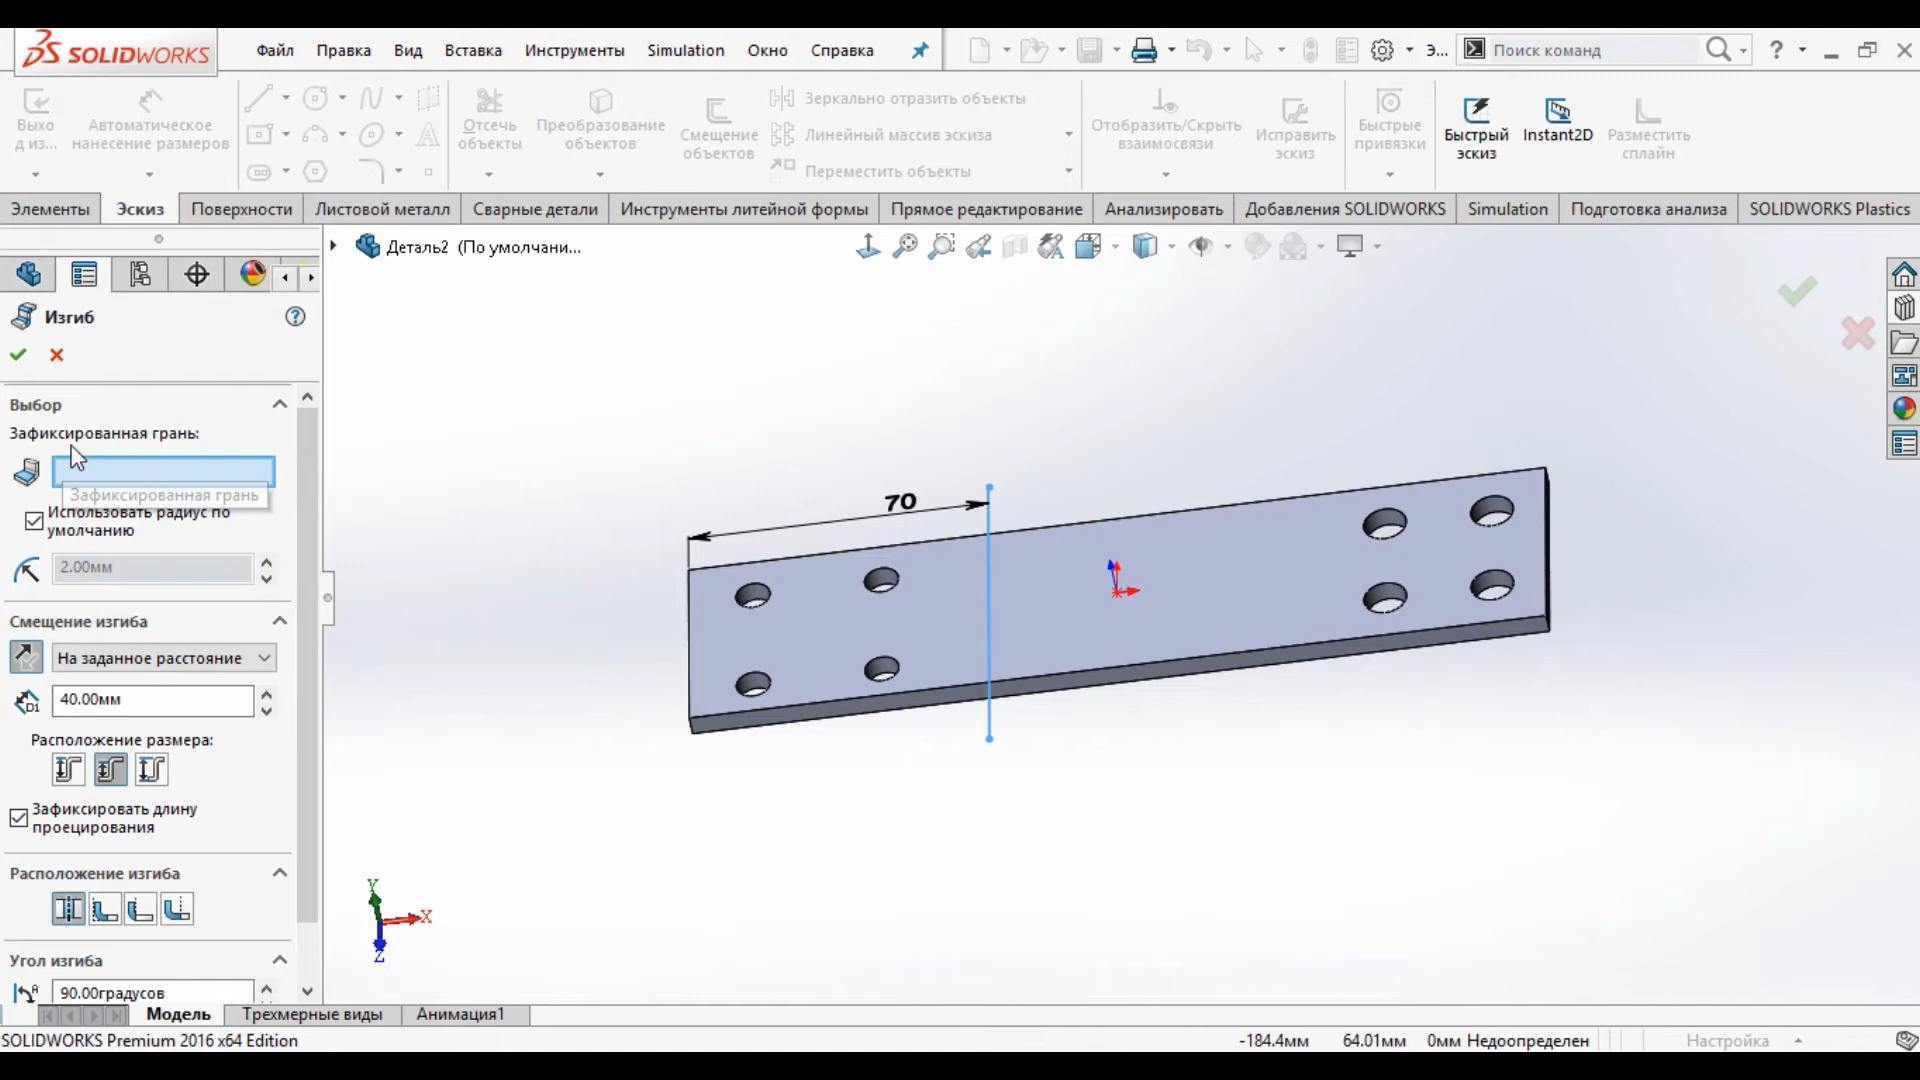 SOLIDWORKS Файл Правка Вид Вставка Инструменты Simulation Окно Справка Э... Поиск команд ?
Выхо д из...
Автоматическое нанесение размеров
Отсечь объекты
Преобразование объектов
Смещение объектов
Зеркально отразить объекты
Линейный массив эскиза
Переместить объекты
Отобразить/Скрыть взаимосвязи
Исправить эскиз
Быстрые привязки
Быстрый эскиз
Instant2D
Разместить сплайн
Элементы Эскиз Поверхности Листовой металл Сварные детали Инструменты литейной формы Прямое редактирование Анализировать Добавления SOLIDWORKS Simulation Подготовка анализа SOLIDWORKS Plastics
Деталь2 (По умолчани...
Изгиб ?
Выбор
Зафиксированная грань:
Зафиксированная грань
Использовать радиус по
умолчанию
2.00мм
Смещение изгиба
На заданное расстояние
D1 40.00мм
Расположение размера:
Зафиксировать длину
проецирования
Расположение изгиба
Угол изгиба
90.00градусов
70
Y
X
Z
Модель Трехмерные виды Анимация1
SOLIDWORKS Premium 2016 x64 Edition -184.4мм 64.01мм 0мм Недоопределен Настройка